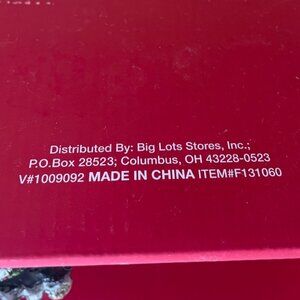 Distributed By: Big Lots Stores, Inc.;
P.O.Box 28523; Columbus, OH 43228-0523
V#1009092 MADE IN CHINA ITEM#F131060